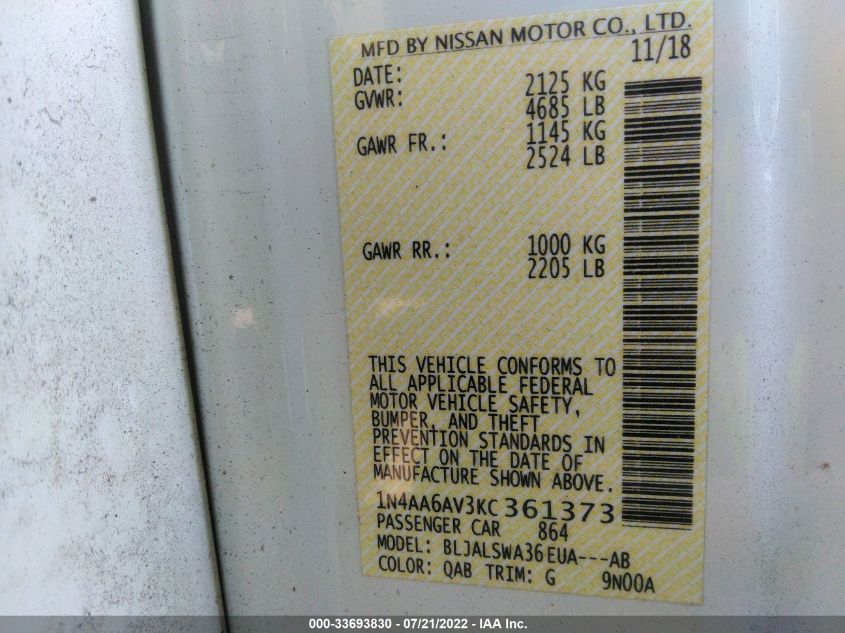 MFD BY NISSAN MOTOR CO., LTD.
DATE: 11/18
GVWR: 2125 KG
4685 LB
GAWR FR.: 1145 KG
2524 LB
GAWR RR.: 1000 KG
2205 LB
THIS VEHICLE CONFORMS TO
ALL APPLICABLE FEDERAL
MOTOR VEHICLE SAFETY,
BUMPER, AND THEFT
PREVENTION STANDARDS IN
EFFECT ON THE DATE OF
MANUFACTURE SHOWN ABOVE.
1N4AA6AV3KC361373
PASSENGER CAR 864
MODEL: BLJALSWA36EUA---AB
COLOR: QAB TRIM: G 9N00A
000-33693830 - 07/21/2022 - IAA Inc.